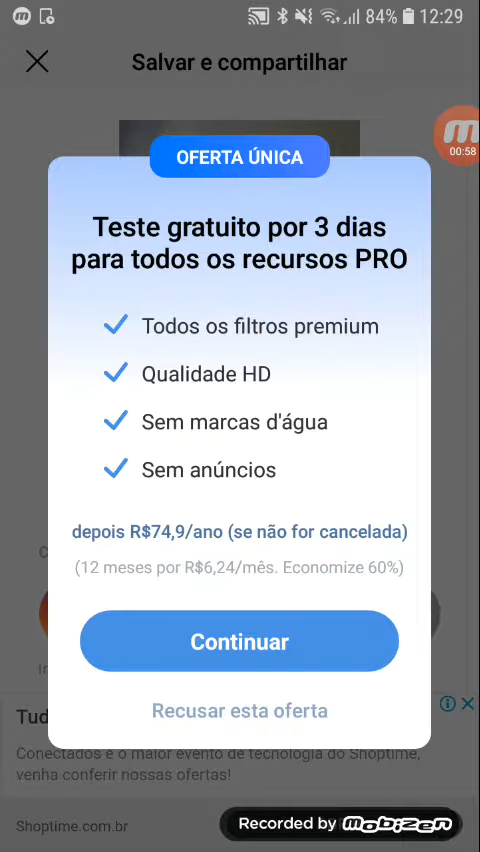 84% 12:29
Salvar e compartilhar
00:58
OFERTA ÚNICA
Teste gratuito por 3 dias
para todos os recursos PRO
Todos os filtros premium
Qualidade HD
Sem marcas d'água
Sem anúncios
depois R$74,9/ano (se não for cancelada)
(12 meses por R$6,24/mês. Economize 60%)
Continuar
Recusar esta oferta
Tud
Conectados é o maior evento de tecnologia do Shoptime,
venha conferir nossas ofertas!
Shoptime.com.br
Recorded by mobizen